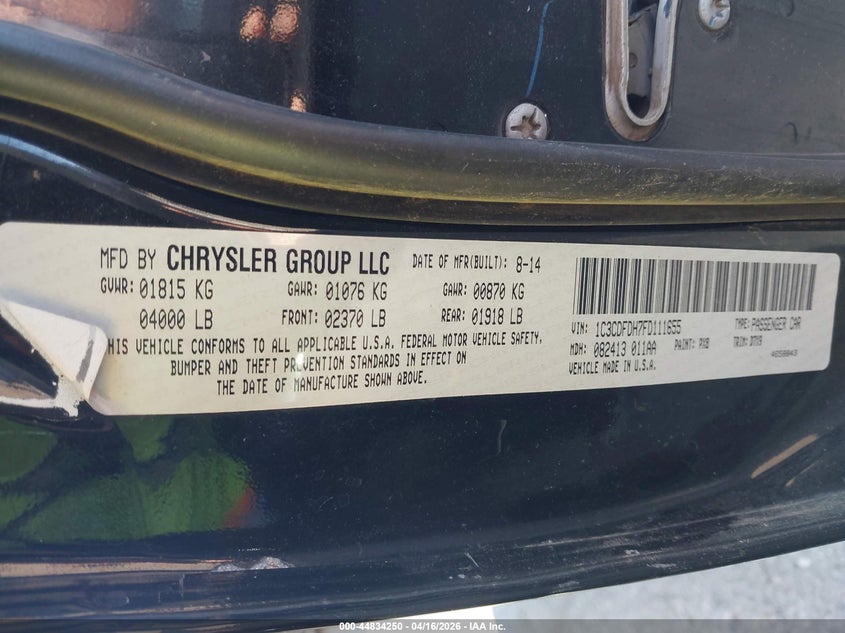 MFD BY CHRYSLER GROUP LLC DATE OF MFR(BUILT): 8-14
GVWR: 01815 KG GAWR: 01076 KG GAWR: 00870 KG
04000 LB FRONT: 02370 LB REAR: 01918 LB
HIS VEHICLE CONFORMS TO ALL APPLICABLE U.S.A. FEDERAL MOTOR VEHICLE SAFETY,
BUMPER AND THEFT PREVENTION STANDARDS IN EFFECT ON
THE DATE OF MANUFACTURE SHOWN ABOVE.
VIN: 1C3CDFDH7FD111655 TYPE: PASSENGER CAR
MDH: 082413 011AA PAINT: PXB TRIM:
VEHICLE MADE IN U.S.A.
000-44834250 - 04/16/2026 - IAA Inc.